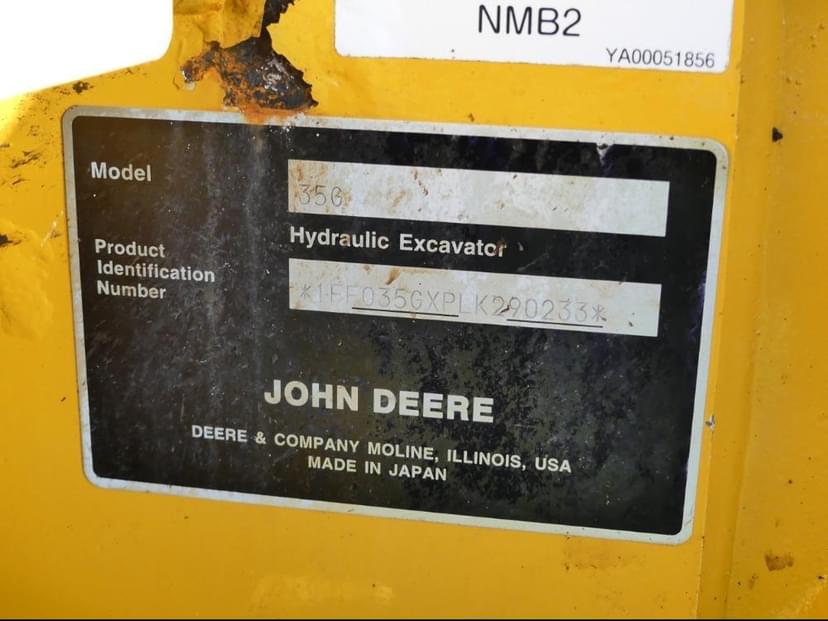 NMB2
YA00051856
Model
35G
Hydraulic Excavator
Product
Identification
Number
*1FF035GXPLK290233*
JOHN DEERE
DEERE & COMPANY MOLINE, ILLINOIS, USA
MADE IN JAPAN